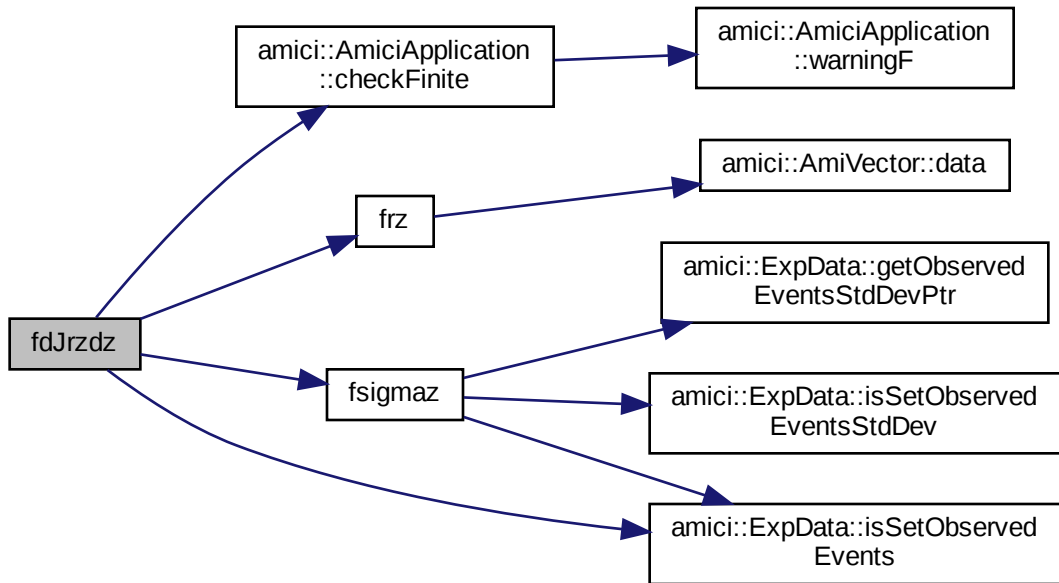 fdJrzdz
amici::AmiciApplication
::checkFinite
frz
fsigmaz
amici::AmiciApplication
::warningF
amici::AmiVector::data
amici::ExpData::getObserved
EventsStdDevPtr
amici::ExpData::isSetObserved
EventsStdDev
amici::ExpData::isSetObserved
Events